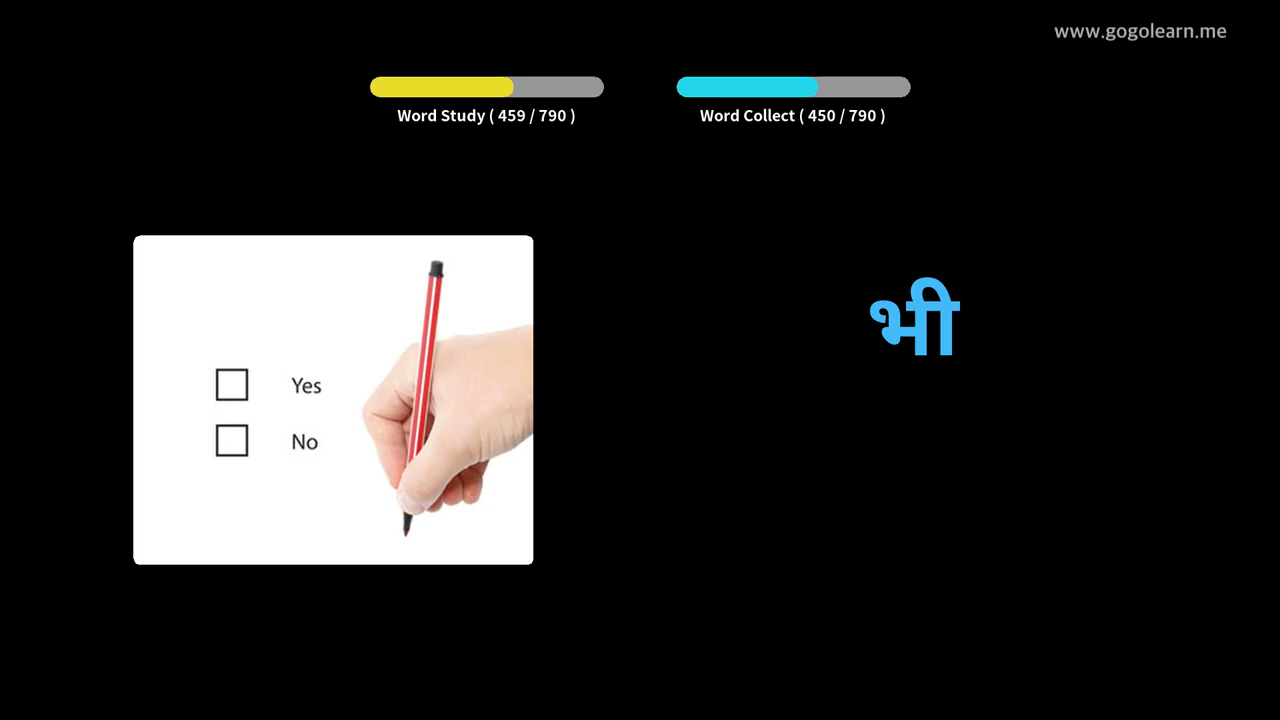 www.gogolearn.me
Word Study ( 459 / 790 )
Word Collect ( 450 / 790 )
भी
Yes
No